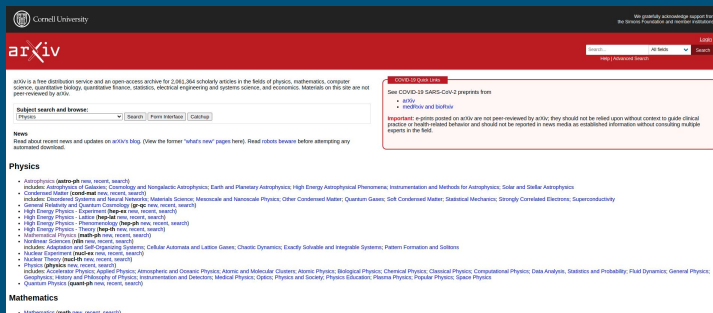 Cornell University
We gratefully acknowledge support from
the Simons Foundation and member institutions.
arXiv
Login
Search...
All fields
Search
Help | Advanced Search
arXiv is a free distribution service and an open-access archive for 2,061,364 scholarly articles in the fields of physics, mathematics, computer
science, quantitative biology, quantitative finance, statistics, electrical engineering and systems science, and economics. Materials on this site are not
peer-reviewed by arXiv.
Subject search and browse:
Physics
Search
Form Interface
Catchup
News
Read about recent news and updates on arXiv's blog. (View the former "what's new" pages here). Read robots beware before attempting any
automated download.
COVID-19 Quick Links
See COVID-19 SARS-CoV-2 preprints from
• arXiv
• medRxiv and bioRxiv
Important: e-prints posted on arXiv are not peer-reviewed by arXiv; they should not be relied upon without context to guide clinical
practice or health-related behavior and should not be reported in news media as established information without consulting multiple
experts in the field.
Physics
• Astrophysics (astro-ph new, recent, search)
includes: Astrophysics of Galaxies; Cosmology and Nongalactic Astrophysics; Earth and Planetary Astrophysics; High Energy Astrophysical Phenomena; Instrumentation and Methods for Astrophysics; Solar and Stellar Astrophysics
• Condensed Matter (cond-mat new, recent, search)
includes: Disordered Systems and Neural Networks; Materials Science; Mesoscale and Nanoscale Physics; Other Condensed Matter; Quantum Gases; Soft Condensed Matter; Statistical Mechanics; Strongly Correlated Electrons; Superconductivity
• General Relativity and Quantum Cosmology (gr-qc new, recent, search)
• High Energy Physics - Experiment (hep-ex new, recent, search)
• High Energy Physics - Lattice (hep-lat new, recent, search)
• High Energy Physics - Phenomenology (hep-ph new, recent, search)
• High Energy Physics - Theory (hep-th new, recent, search)
• Mathematical Physics (math-ph new, recent, search)
• Nonlinear Sciences (nlin new, recent, search)
includes: Adaptation and Self-Organizing Systems; Cellular Automata and Lattice Gases; Chaotic Dynamics; Exactly Solvable and Integrable Systems; Pattern Formation and Solitons
• Nuclear Experiment (nucl-ex new, recent, search)
• Nuclear Theory (nucl-th new, recent, search)
• Physics (physics new, recent, search)
includes: Accelerator Physics; Applied Physics; Atmospheric and Oceanic Physics; Atomic and Molecular Clusters; Atomic Physics; Biological Physics; Chemical Physics; Classical Physics; Computational Physics; Data Analysis, Statistics and Probability; Fluid Dynamics; General Physics;
Geophysics; History and Philosophy of Physics; Instrumentation and Detectors; Medical Physics; Optics; Physics and Society; Physics Education; Plasma Physics; Popular Physics; Space Physics
• Quantum Physics (quant-ph new, recent, search)
Mathematics
• Mathematics (math new, recent, search)